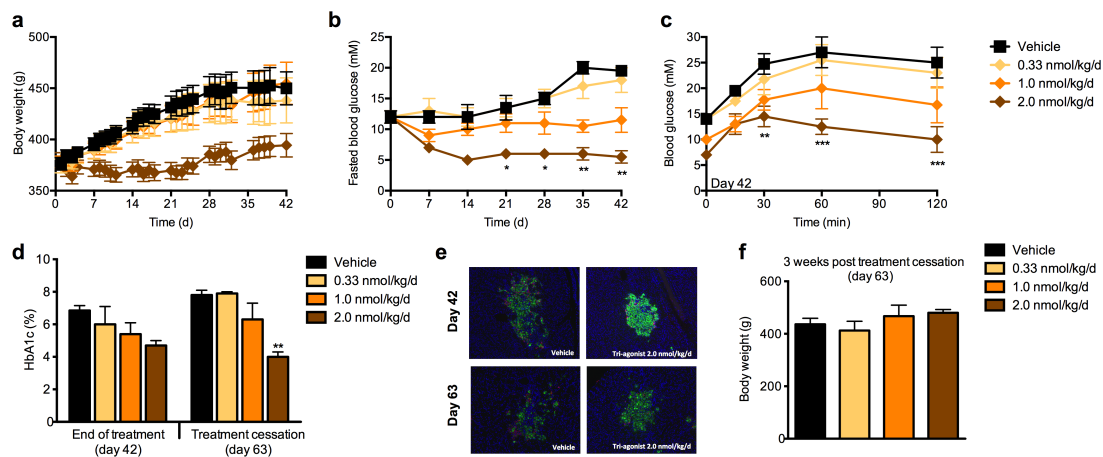 a
500
450
400
350
Body weight (g)
0 7 14 21 28 35 42
Time (d)
b
25
20
15
10
5
0
Fasted blood glucose (mM)
* * ** **
0 7 14 21 28 35 42
Time (d)
c
30
25
20
15
10
5
0
Blood glucose (mM)
** *** ***
Day 42
0 30 60 90 120
Time (min)
Vehicle
0.33 nmol/kg/d
1.0 nmol/kg/d
2.0 nmol/kg/d
d
10
8
6
4
2
0
HbA1c (%)
**
End of treatment
(day 42)
Treatment cessation
(day 63)
Vehicle
0.33 nmol/kg/d
1.0 nmol/kg/d
2.0 nmol/kg/d
e
Day 42
Vehicle
Tri-agonist 2.0 nmol/kg/d
Day 63
Vehicle
Tri-agonist 2.0 nmol/kg/d
f
3 weeks post treatment cessation
(day 63)
600
400
200
0
Body weight (g)
Vehicle
0.33 nmol/kg/d
1.0 nmol/kg/d
2.0 nmol/kg/d